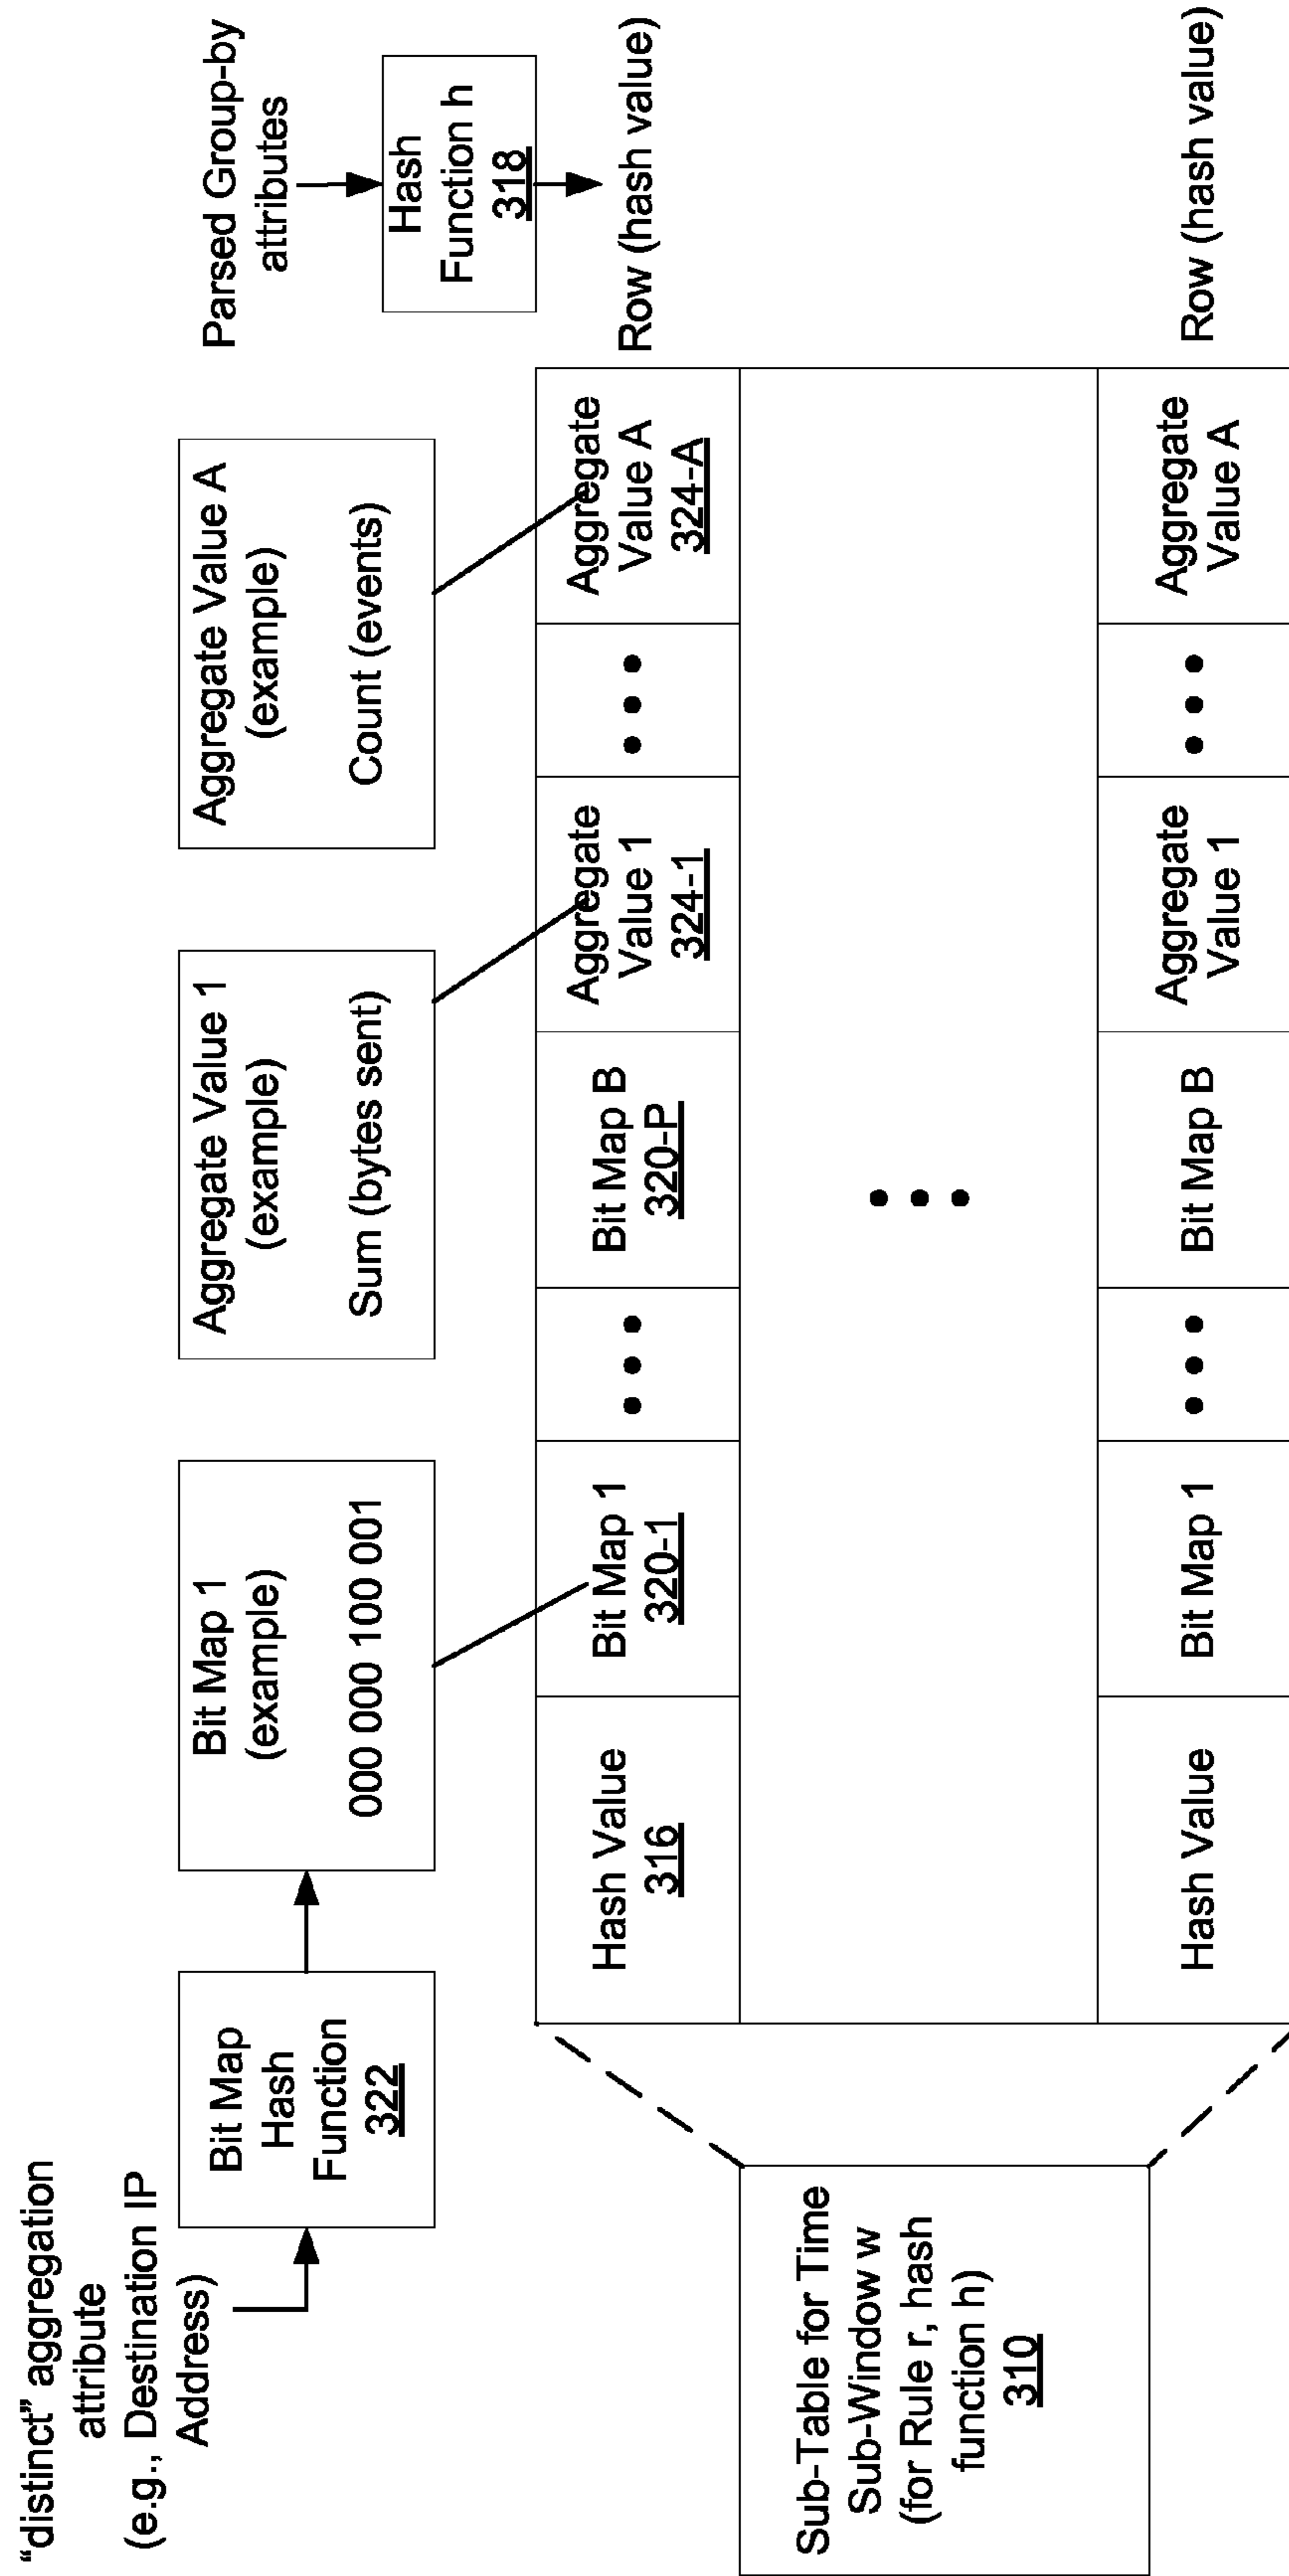 “distinct” aggregation
attribute
(e.g., Destination IP
Address)
Bit Map
Hash
Function
322
Bit Map 1
(example)
000 000 100 001
Aggregate Value 1
(example)
Sum (bytes sent)
Aggregate Value A
(example)
Count (events)
Parsed Group-by
attributes
Hash
Function h
318
Row (hash value)
Sub-Table for Time
Sub-Window w
(for Rule r, hash
function h)
310
Hash Value
316
Bit Map 1
320-1
• • •
Bit Map B
320-P
Aggregate
Value 1
324-1
• • •
Aggregate
Value A
324-A
• • •
Hash Value
Bit Map 1
• • •
Bit Map B
Aggregate
Value 1
• • •
Aggregate
Value A
Row (hash value)